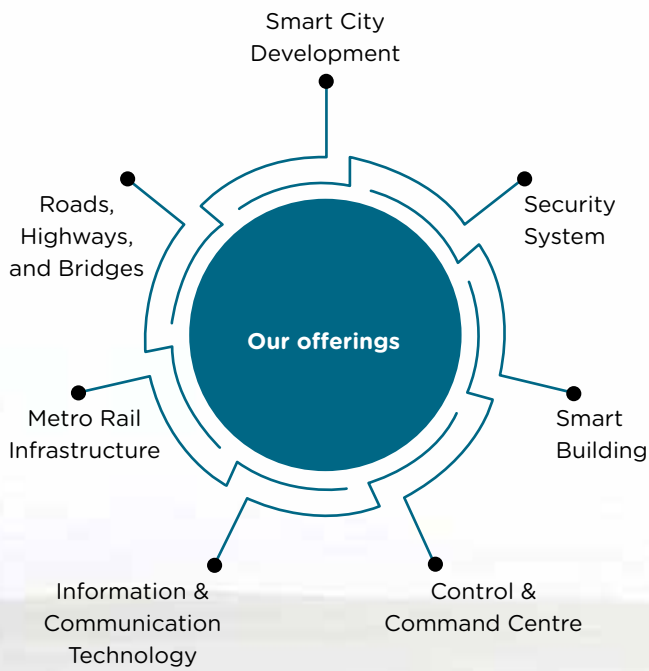 Smart City
Development
Security
System
Smart
Building
Control &
Command Centre
Information &
Communication
Technology
Metro Rail
Infrastructure
Roads,
Highways,
and Bridges
Our offerings